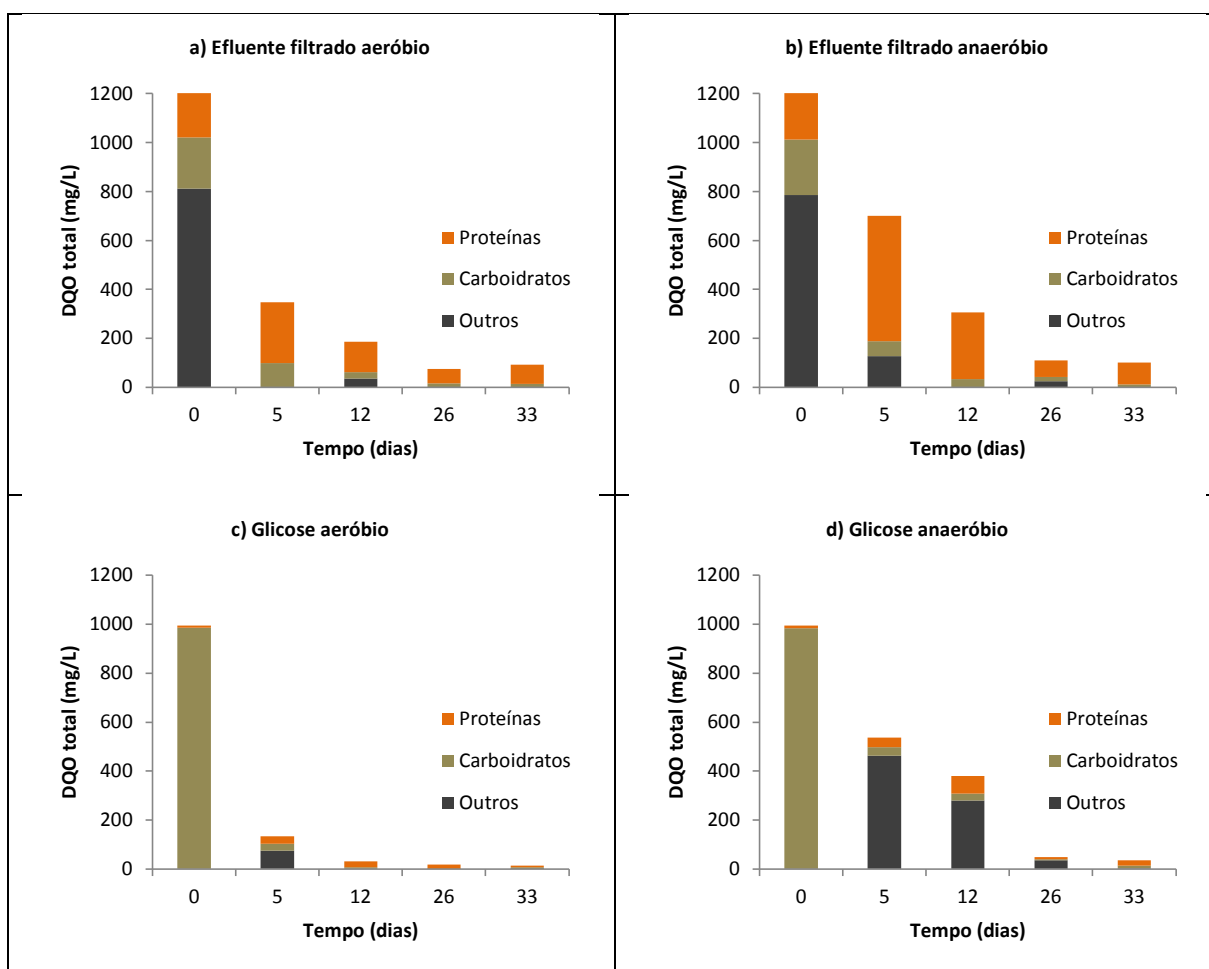 a) Efluente filtrado aeróbio
1200
1000
800
600
400
200
0
DQO total (mg/L)
Proteínas
Carboidratos
Outros
0 5 12 26 33
Tempo (dias)
b) Efluente filtrado anaeróbio
1200
1000
800
600
400
200
0
DQO total (mg/L)
Proteínas
Carboidratos
Outros
0 5 12 26 33
Tempo (dias)
c) Glicose aeróbio
1200
1000
800
600
400
200
0
DQO total (mg/L)
Proteínas
Carboidratos
Outros
0 5 12 26 33
Tempo (dias)
d) Glicose anaeróbio
1200
1000
800
600
400
200
0
DQO total (mg/L)
Proteínas
Carboidratos
Outros
0 5 12 26 33
Tempo (dias)